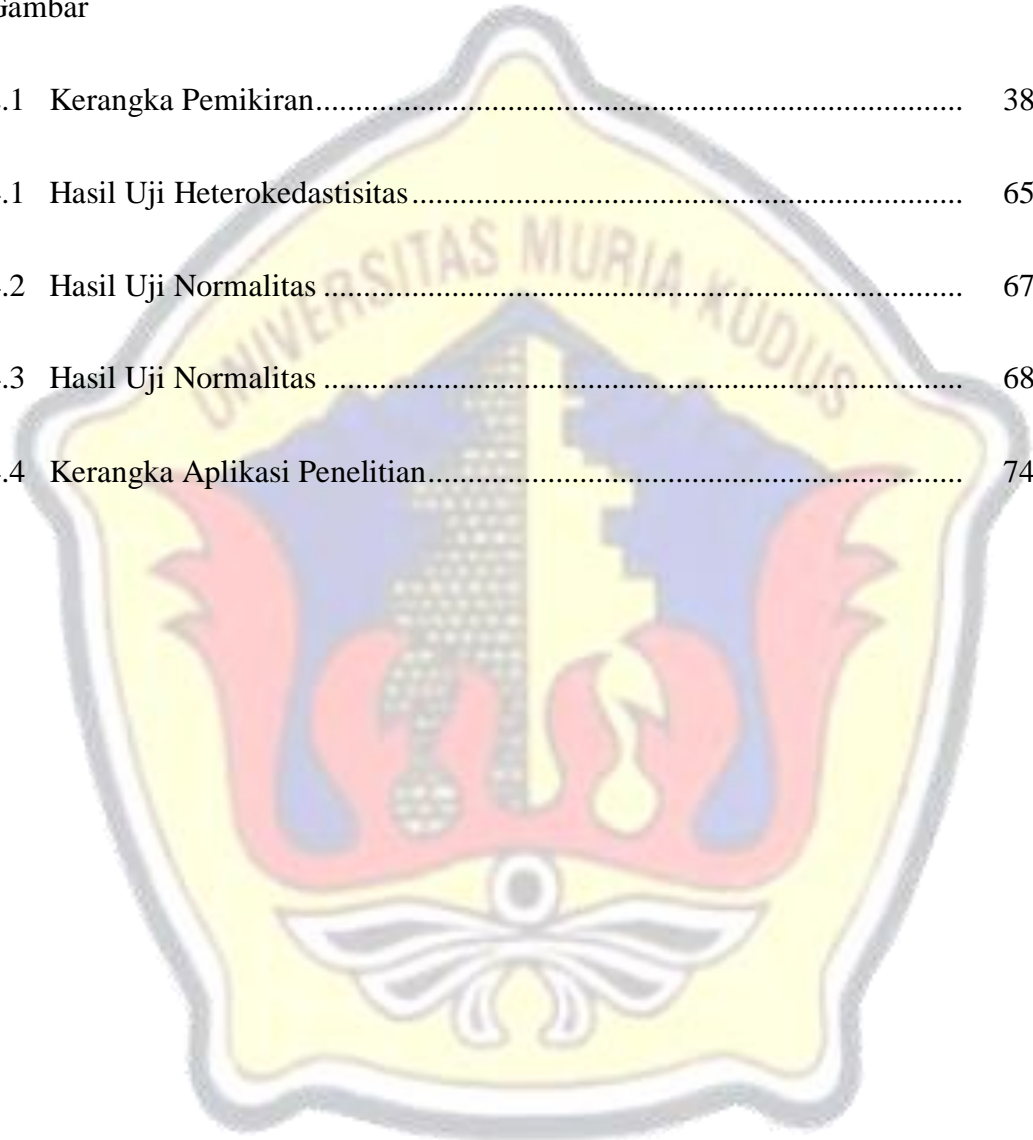 Gambar
.1 Kerangka Pemikiran................................................................................ 38
.1 Hasil Uji Heterokedastisitas.................................................................... 65
.2 Hasil Uji Normalitas ............................................................................... 67
.3 Hasil Uji Normalitas ............................................................................... 68
.4 Kerangka Aplikasi Penelitian.................................................................. 74
UNIVERSITAS MURIA KUDUS